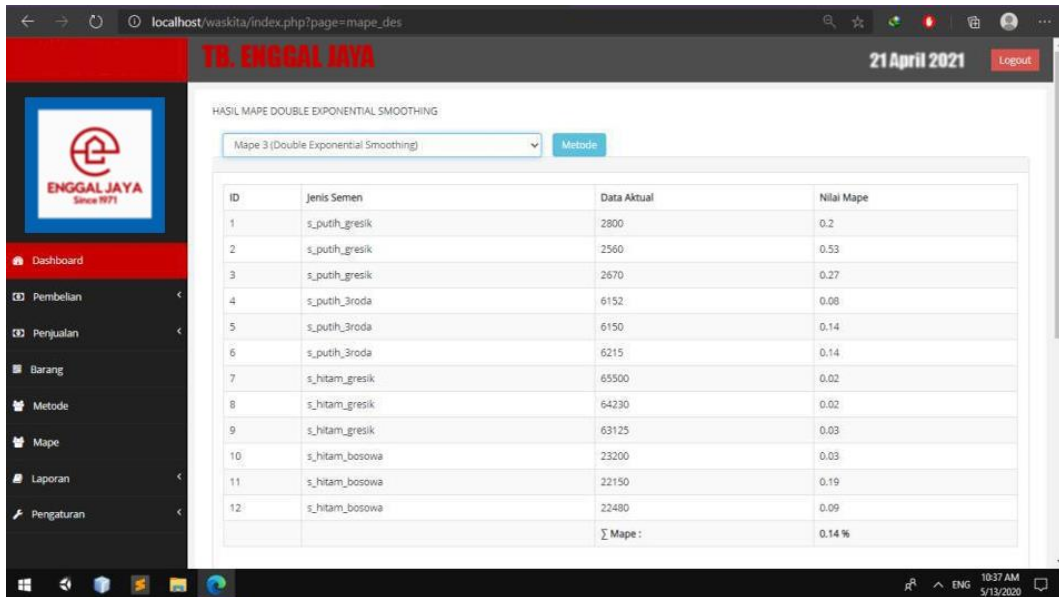 localhost/waskita/index.php?page=mape_des
TB. ENGGAL JAYA
21 April 2021
Logout
ENGGAL JAYA
Since 1971
Dashboard
Pembelian
Penjualan
Barang
Metode
Mape
Laporan
Pengaturan
HASIL MAPE DOUBLE EXPONENTIAL SMOOTHING
Mape 3 (Double Exponential Smoothing)
Metode
ID Jenis Semen Data Aktual Nilai Mape
1 s_putih_gresik 2800 0.2
2 s_putih_gresik 2560 0.53
3 s_putih_gresik 2670 0.27
4 s_putih_3roda 6152 0.08
5 s_putih_3roda 6150 0.14
6 s_putih_3roda 6215 0.14
7 s_hitam_gresik 65500 0.02
8 s_hitam_gresik 64230 0.02
9 s_hitam_gresik 63125 0.03
10 s_hitam_bosowa 23200 0.03
11 s_hitam_bosowa 22150 0.19
12 s_hitam_bosowa 22480 0.09
∑ Mape : 0.14 %
ENG
10:37 AM
5/13/2020